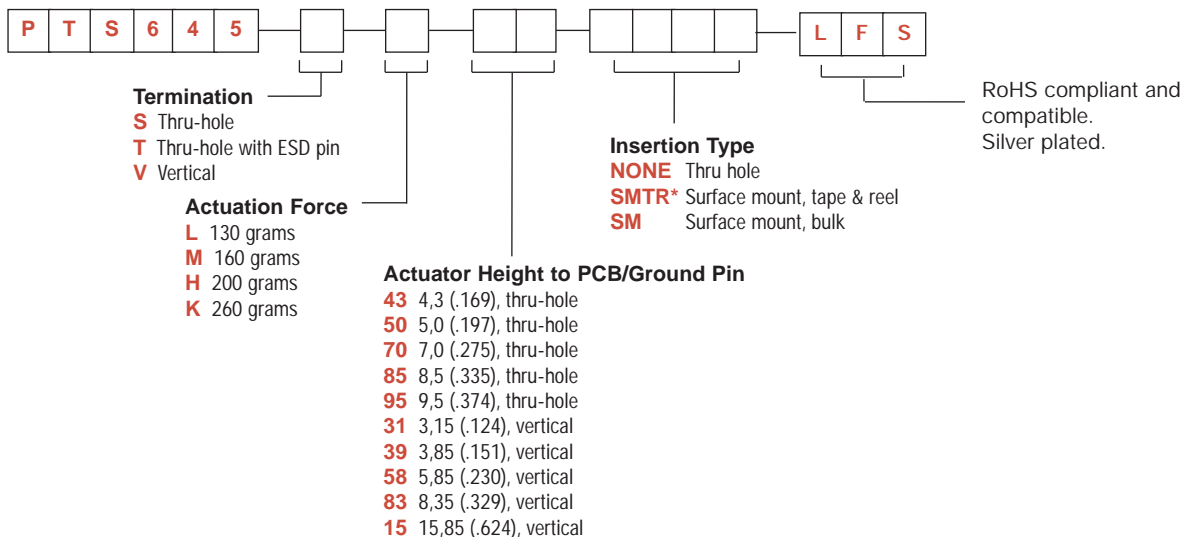 P T S 6 4 5 L F S
Termination
S Thru-hole
T Thru-hole with ESD pin
V Vertical
Actuation Force
L 130 grams
M 160 grams
H 200 grams
K 260 grams
Actuator Height to PCB/Ground Pin
43 4,3 (.169), thru-hole
50 5,0 (.197), thru-hole
70 7,0 (.275), thru-hole
85 8,5 (.335), thru-hole
95 9,5 (.374), thru-hole
31 3,15 (.124), vertical
39 3,85 (.151), vertical
58 5,85 (.230), vertical
83 8,35 (.329), vertical
15 15,85 (.624), vertical
Insertion Type
NONE Thru hole
SMTR* Surface mount, tape & reel
SM Surface mount, bulk
RoHS compliant and
compatible.
Silver plated.